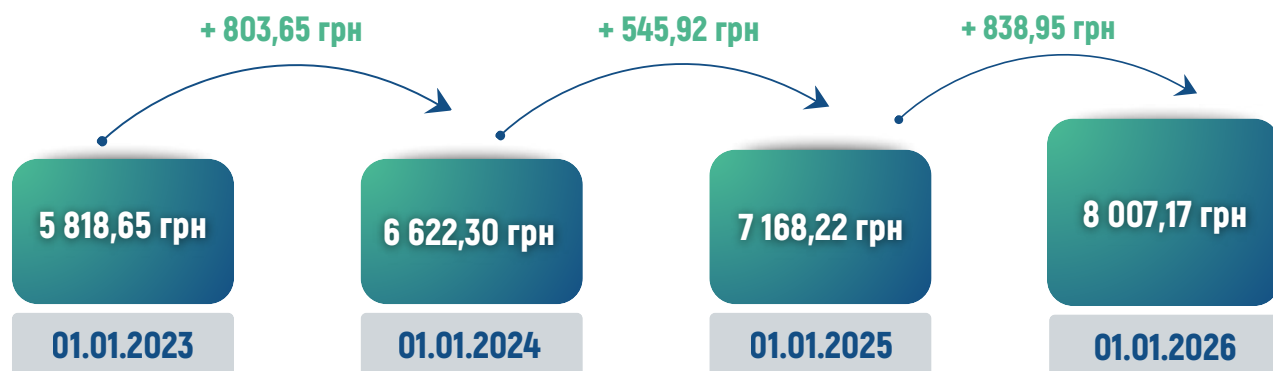 + 803,65 грн
+ 545,92 грн
+ 838,95 грн
5 818,65 грн
6 622,30 грн
7 168,22 грн
8 007,17 грн
01.01.2023
01.01.2024
01.01.2025
01.01.2026